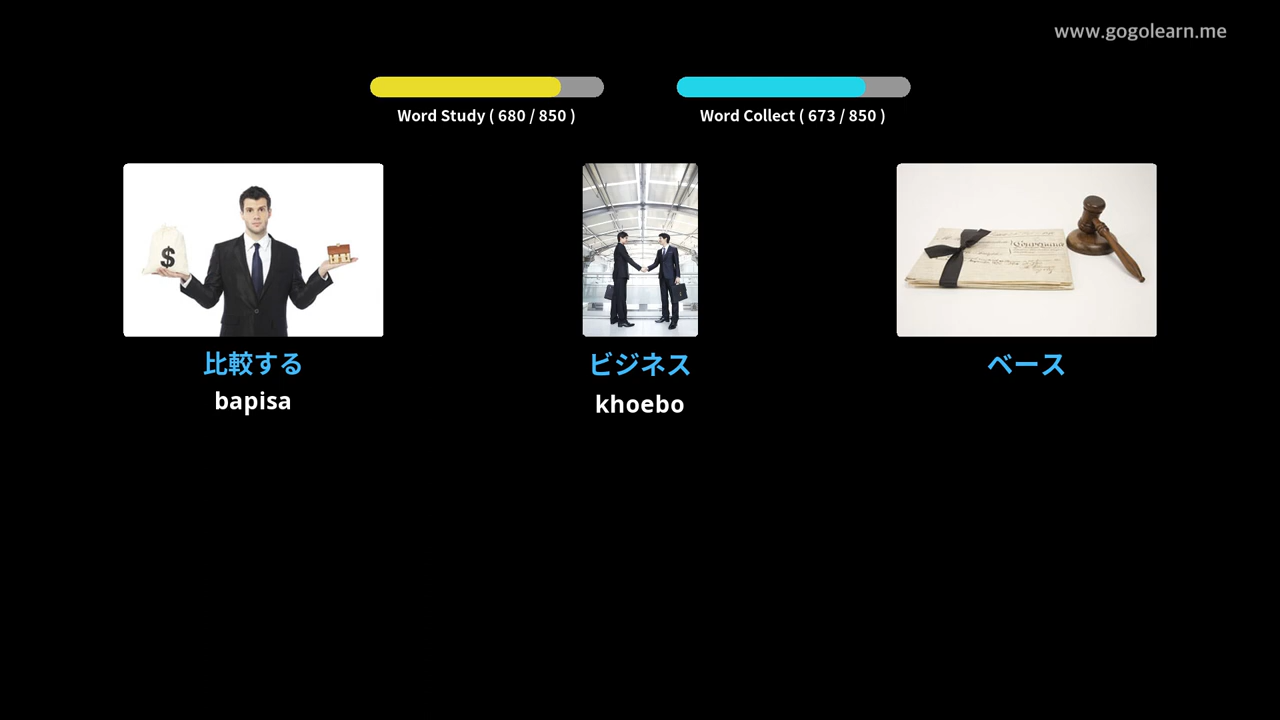 www.gogolearn.me
Word Study ( 680 / 850 )
Word Collect ( 673 / 850 )
$
比較する
ビジネス
ベース
bapisa
khoebo